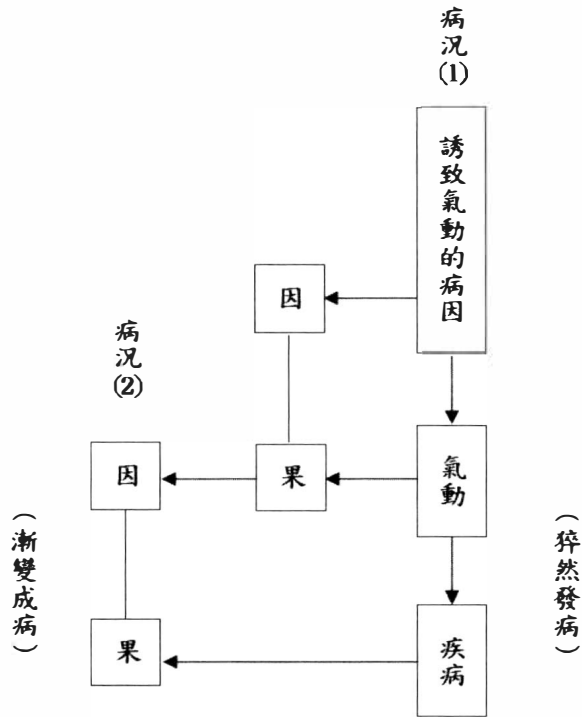 病況(1)
誘致氣動的病因
因
病況(2)
氣動
果
因
(猝然發病)
疾病
果
(漸變成病)